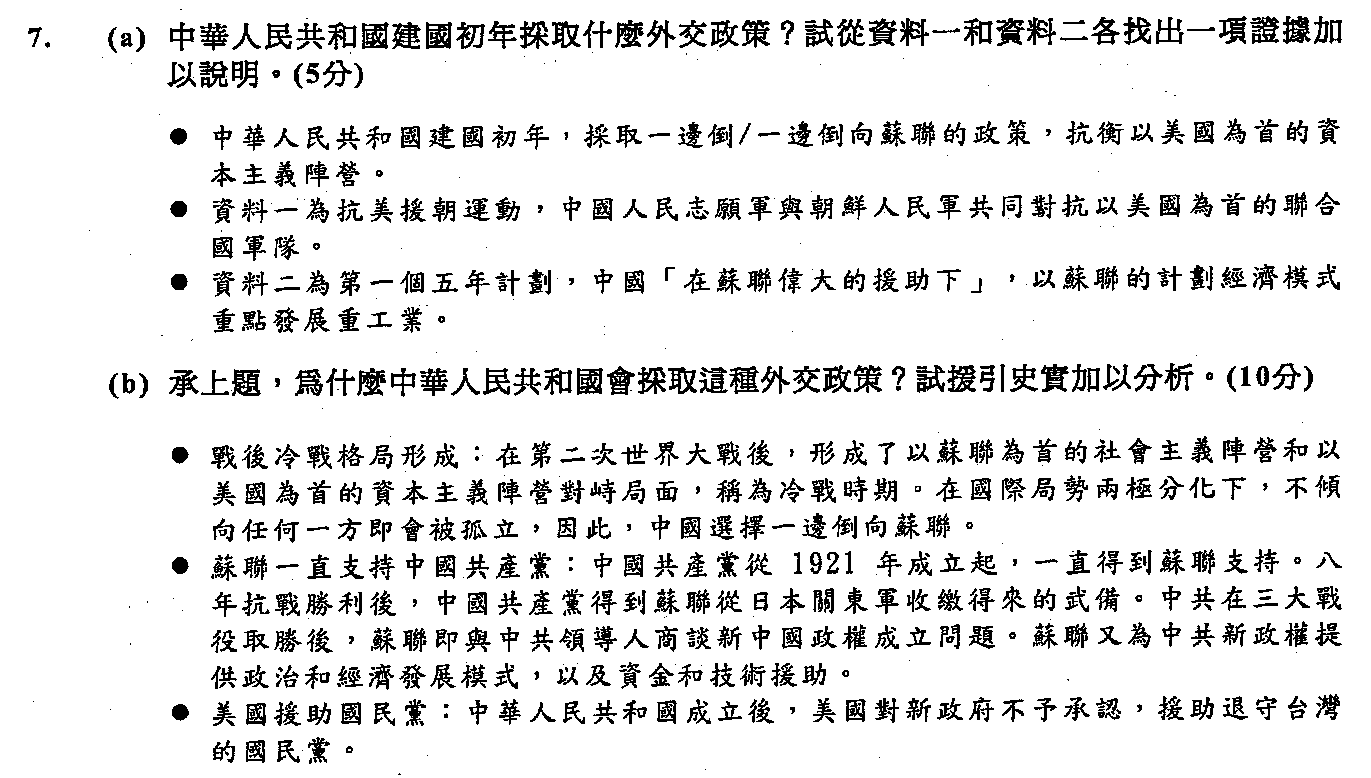 7. (a) 中華人民共和國建國初年採取什麼外交政策？試從資料一和資料二各找出一項證據加
以說明。(5分)
● 中華人民共和國建國初年，採取一邊倒/一邊倒向蘇聯的政策，抗衡以美國為首的資
本主義陣營。
● 資料一為抗美援朝運動，中國人民志願軍與朝鮮人民軍共同對抗以美國為首的聯合
國軍隊。
● 資料二為第一個五年計劃，中國「在蘇聯偉大的援助下」，以蘇聯的計劃經濟模式
重點發展重工業。
(b) 承上題，爲什麼中華人民共和國會採取這種外交政策？試援引史實加以分析。(10分)
● 戰後冷戰格局形成：在第二次世界大戰後，形成了以蘇聯為首的社會主義陣營和以
美國為首的資本主義陣營對峙局面，稱為冷戰時期。在國際局勢兩極分化下，不傾
向任何一方即會被孤立，因此，中國選擇一邊倒向蘇聯。
● 蘇聯一直支持中國共產黨：中國共產黨從 1921 年成立起，一直得到蘇聯支持。八
年抗戰勝利後，中國共產黨得到蘇聯從日本關東軍收繳得來的武備。中共在三大戰
役取勝後，蘇聯即與中共領導人商談新中國政權成立問題。蘇聯又為中共新政權提
供政治和經濟發展模式，以及資金和技術援助。
● 美國援助國民黨：中華人民共和國成立後，美國對新政府不予承認，援助退守台灣
的國民黨。